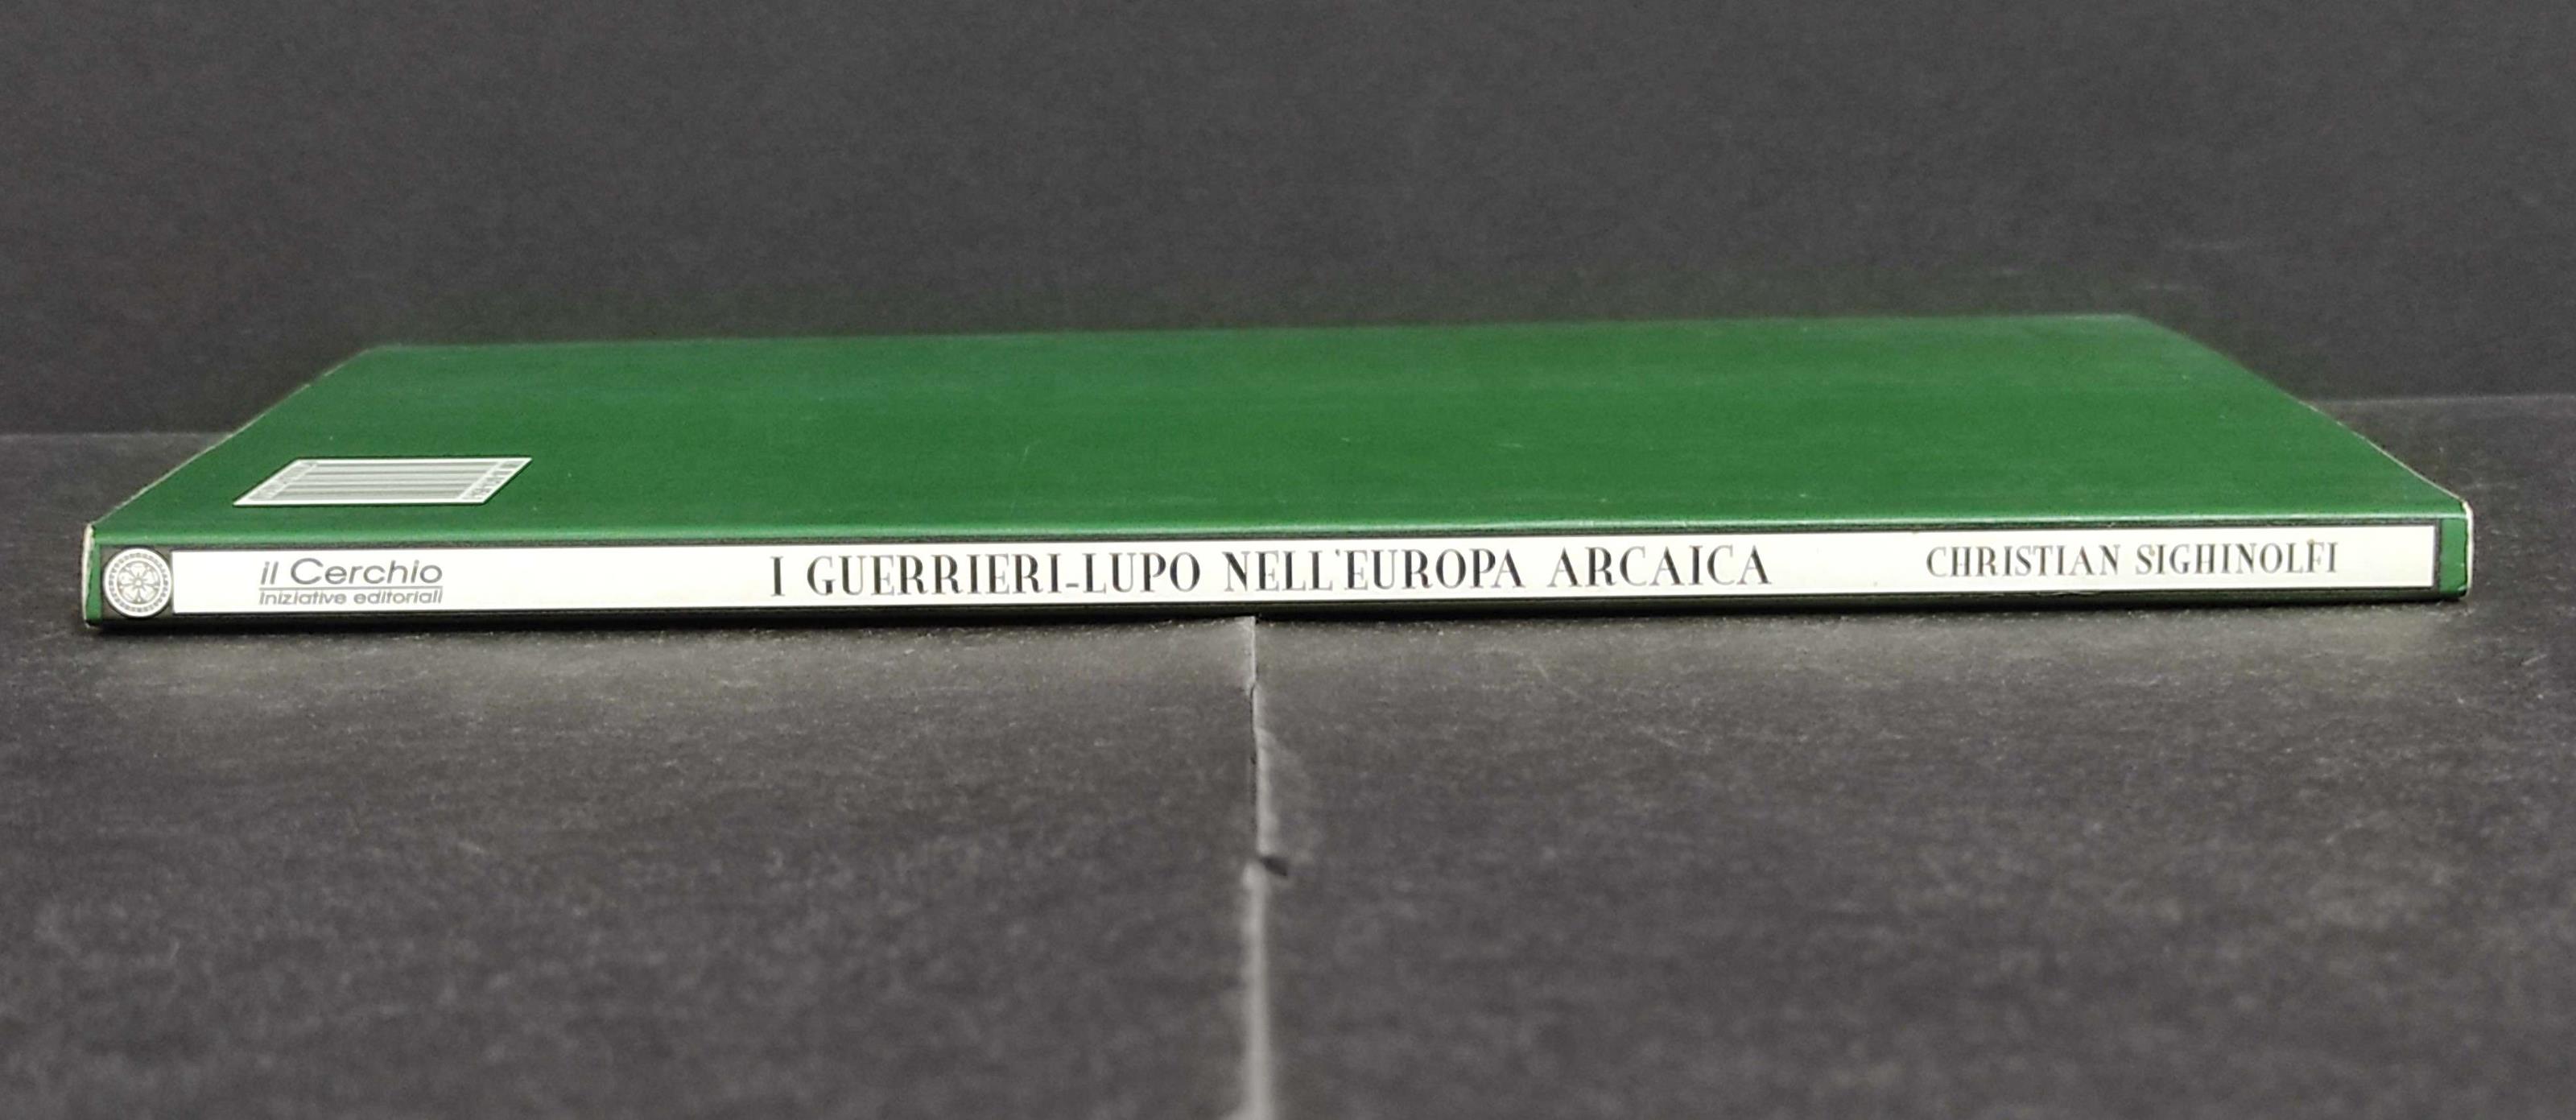 il Cerchio
Iniziative editoriali
I GUERRIERI-LUPO NELL'EUROPA ARCAICA
CHRISTIAN SIGHINOLFI